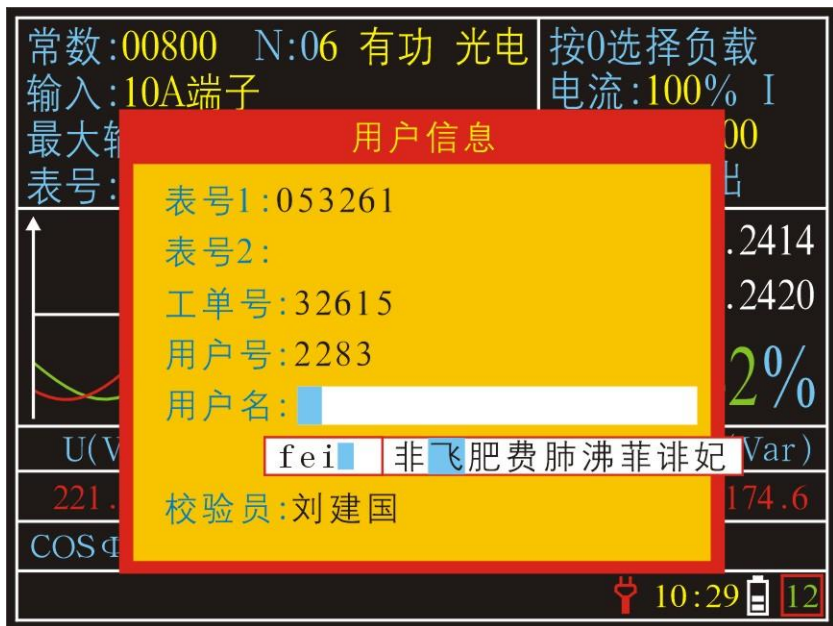 常数:00800 N:06 有功 光电
输入:10A端子
最大
表号:
按0选择负载
电流:100% I
00
出
用户信息
表号1:053261
表号2:
工单号:32615
用户号:2283
用户名:
fei 非飞肥费肺沸菲诽妃
校验员:刘建国
.2414
.2420
2%
U(V
Var)
221.
174.6
COSΦ
10:29 12